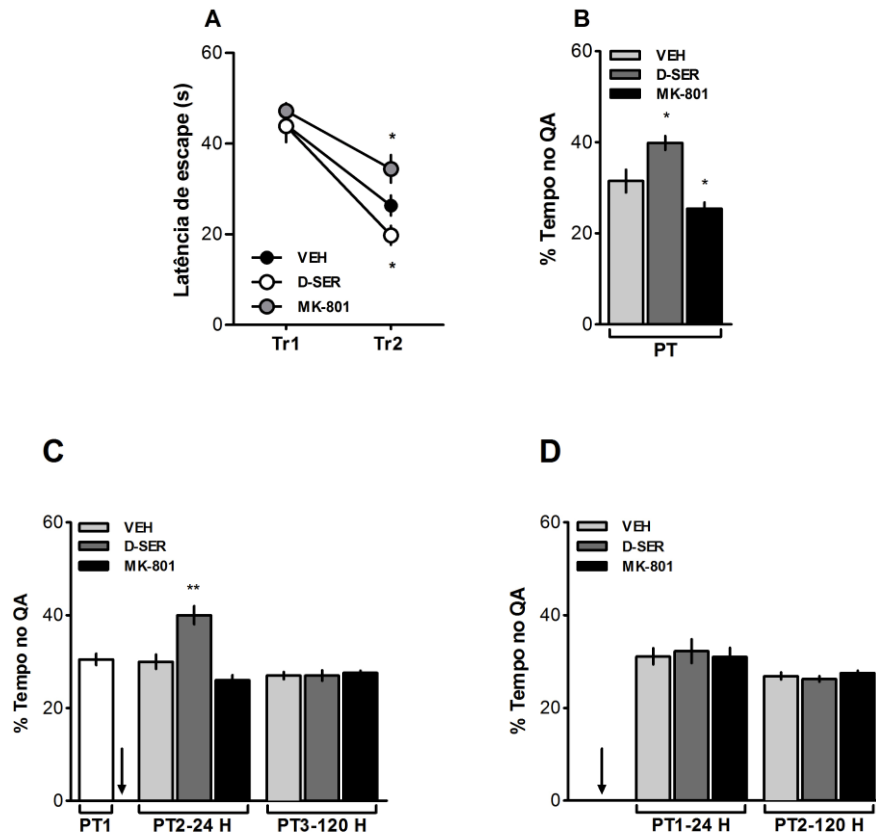 A
Latência de escape (s)
60
40
20
0
*
*
VEH
D-SER
MK-801
Tr1 Tr2
B
% Tempo no QA
60
40
20
0
VEH
D-SER
MK-801
*
*
PT
C
% Tempo no QA
60
40
20
0
VEH
D-SER
MK-801
**
PT1 PT2-24 H PT3-120 H
D
% Tempo no QA
60
40
20
0
VEH
D-SER
MK-801
PT1-24 H PT2-120 H